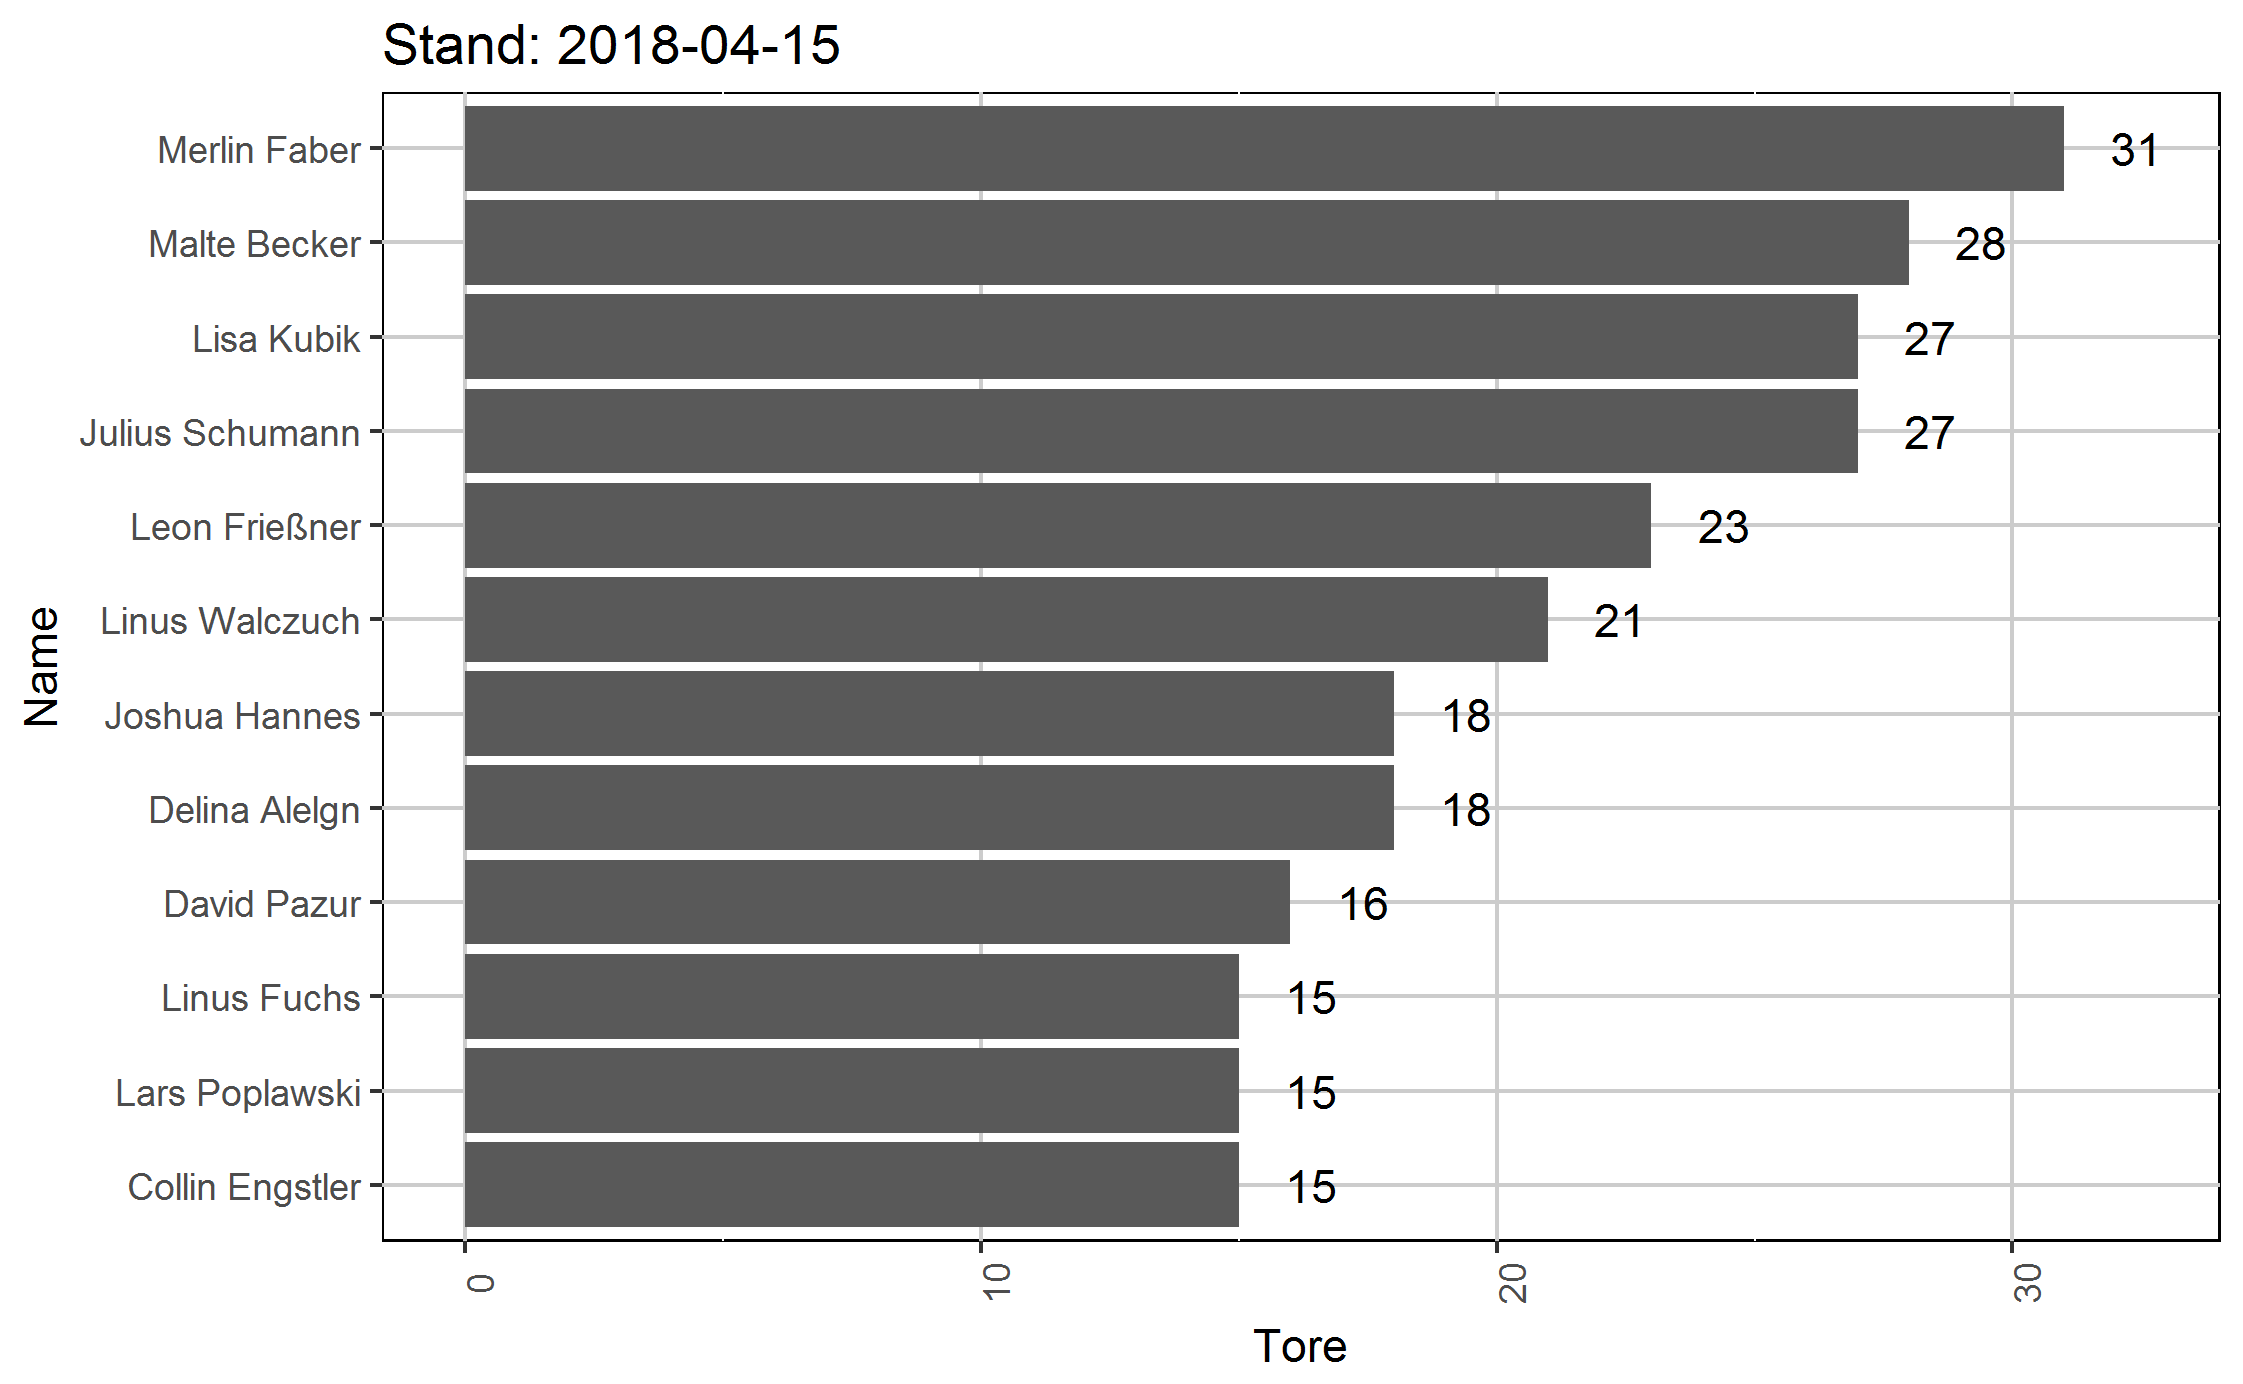 Stand: 2018-04-15
Merlin Faber 31
Malte Becker 28
Lisa Kubik 27
Julius Schumann 27
Leon Frießner 23
Linus Walczuch 21
Joshua Hannes 18
Delina Alelgn 18
David Pazur 16
Linus Fuchs 15
Lars Poplawski 15
Collin Engstler 15
Name
0 10 20 30
Tore